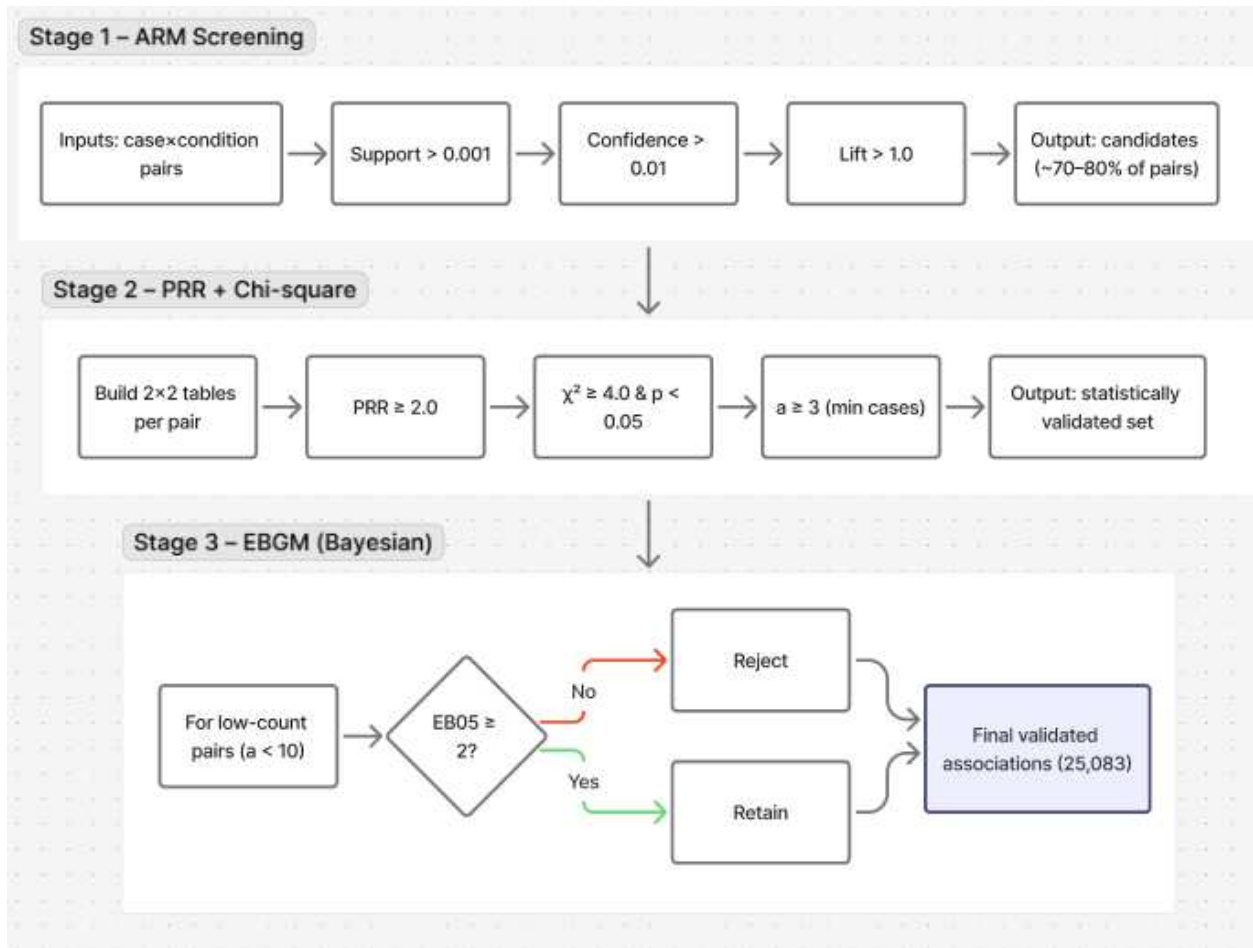 Stage 1 – ARM Screening
Inputs: case×condition
pairs
Support > 0.001
Confidence >
0.01
Lift > 1.0
Output: candidates
(~70–80% of pairs)
Stage 2 – PRR + Chi-square
Build 2×2 tables
per pair
PRR ≥ 2.0
χ² ≥ 4.0 & p <
0.05
a ≥ 3 (min cases)
Output: statistically
validated set
Stage 3 – EBGM (Bayesian)
For low-count
pairs (a < 10)
EB05 ≥
2?
No
Yes
Reject
Retain
Final validated
associations (25,083)